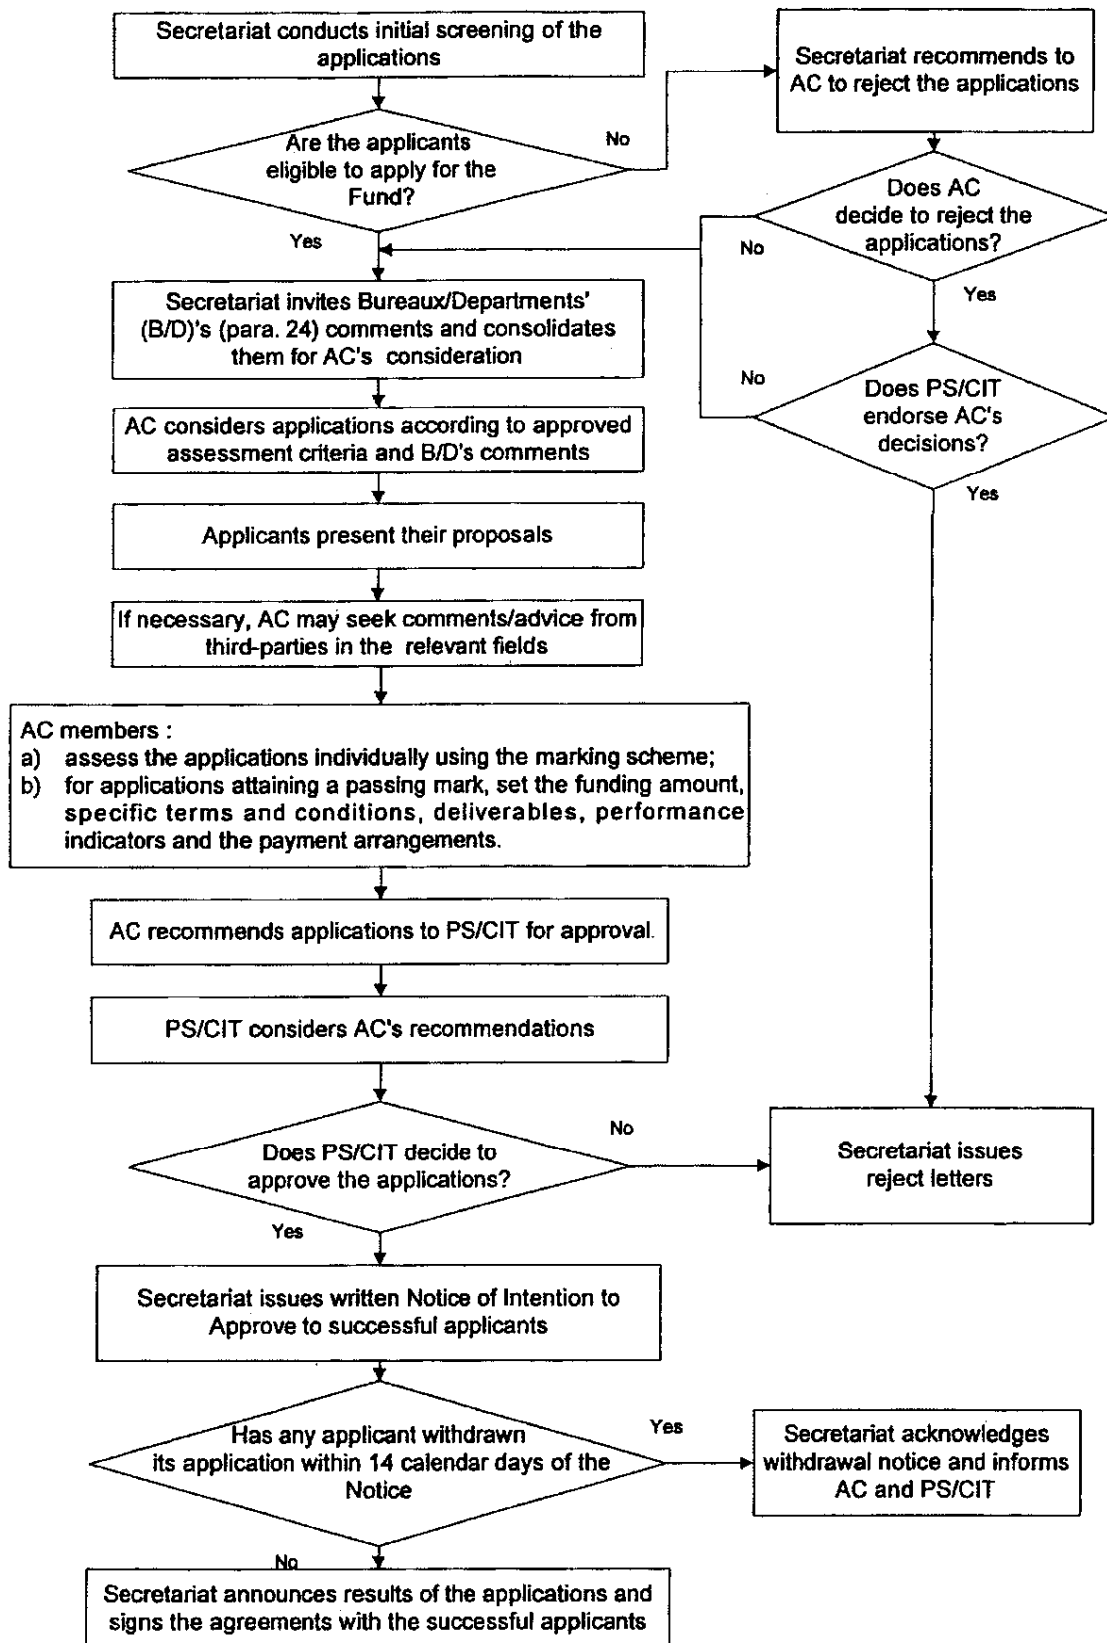 Secretariat conducts initial screening of the
applications
Secretariat recommends to
AC to reject the applications
Are the applicants
eligible to apply for the
Fund?
No
Yes
Does AC
decide to reject the
applications?
No
Yes
Secretariat invites Bureaux/Departments'
(B/D)'s (para. 24) comments and consolidates
them for AC's consideration
Does PS/CIT
endorse AC's
decisions?
No
Yes
AC considers applications according to approved
assessment criteria and B/D's comments
Applicants present their proposals
If necessary, AC may seek comments/advice from
third-parties in the relevant fields
AC members :
a) assess the applications individually using the marking scheme;
b) for applications attaining a passing mark, set the funding amount,
specific terms and conditions, deliverables, performance
indicators and the payment arrangements.
AC recommends applications to PS/CIT for approval.
PS/CIT considers AC's recommendations
Does PS/CIT decide to
approve the applications?
No
Yes
Secretariat issues
reject letters
Secretariat issues written Notice of Intention to
Approve to successful applicants
Has any applicant withdrawn
its application within 14 calendar days of the
Notice
Yes
No
Secretariat acknowledges
withdrawal notice and informs
AC and PS/CIT
Secretariat announces results of the applications and
signs the agreements with the successful applicants